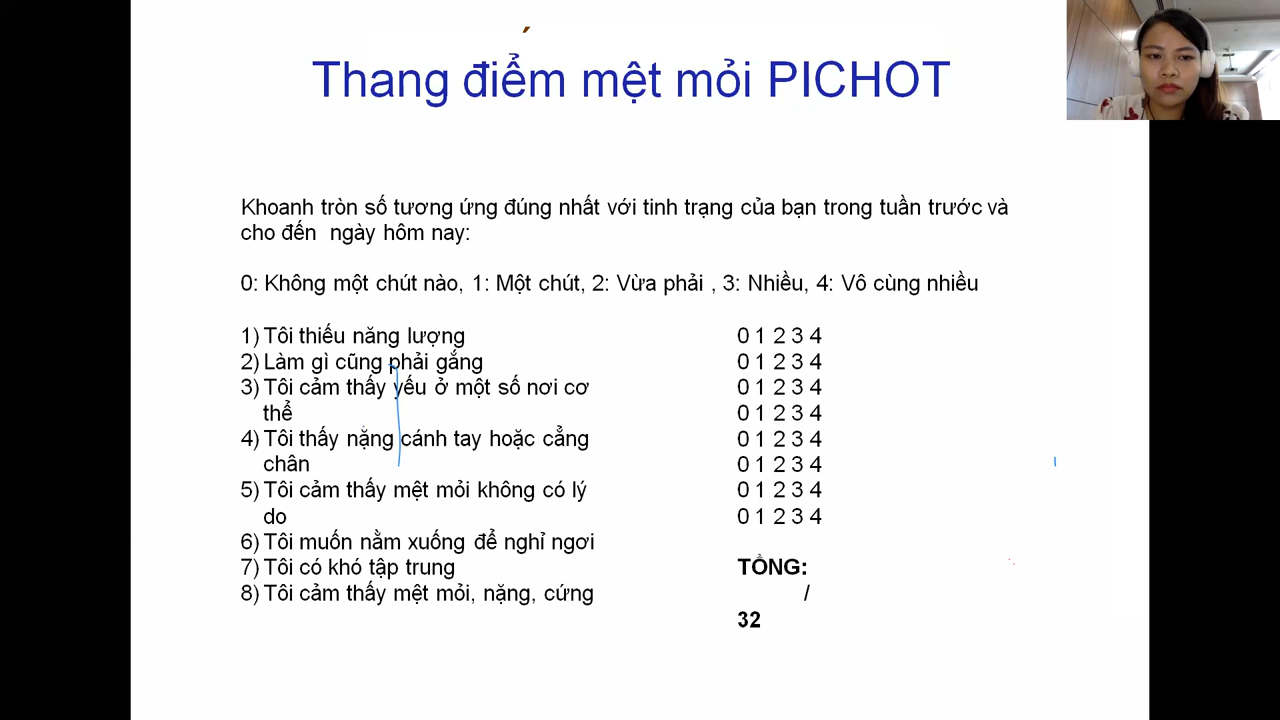 Thang điểm mệt mỏi PICHOT
Khoanh tròn số tương ứng đúng nhất với tinh trạng của bạn trong tuần trước và
cho đến ngày hôm nay:
0: Không một chút nào, 1: Một chút, 2: Vừa phải , 3: Nhiều, 4: Vô cùng nhiều
1) Tôi thiếu năng lượng
2) Làm gì cũng phải gắng
3) Tôi cảm thấy yếu ở một số nơi cơ
thể
4) Tôi thấy nặng cánh tay hoặc cẳng
chân
5) Tôi cảm thấy mệt mỏi không có lý
do
6) Tôi muốn nằm xuống để nghỉ ngơi
7) Tôi có khó tập trung
8) Tôi cảm thấy mệt mỏi, nặng, cứng
0 1 2 3 4
0 1 2 3 4
0 1 2 3 4
0 1 2 3 4
0 1 2 3 4
0 1 2 3 4
0 1 2 3 4
0 1 2 3 4
TỔNG:
/
32